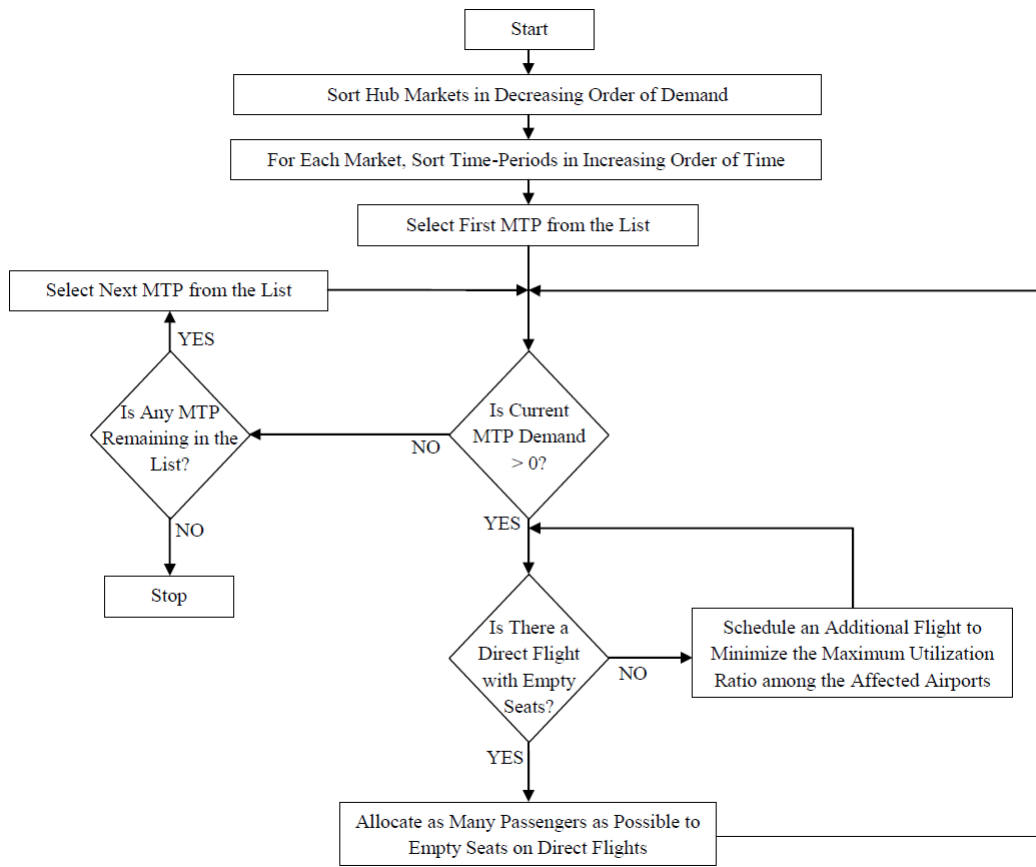 Start
Sort Hub Markets in Decreasing Order of Demand
For Each Market, Sort Time-Periods in Increasing Order of Time
Select First MTP from the List
Select Next MTP from the List
YES
Is Any MTP
Remaining in the
List?
NO
Stop
Is Current
MTP Demand
> 0?
NO
YES
Is There a
Direct Flight
with Empty
Seats?
NO
Schedule an Additional Flight to
Minimize the Maximum Utilization
Ratio among the Affected Airports
YES
Allocate as Many Passengers as Possible to
Empty Seats on Direct Flights